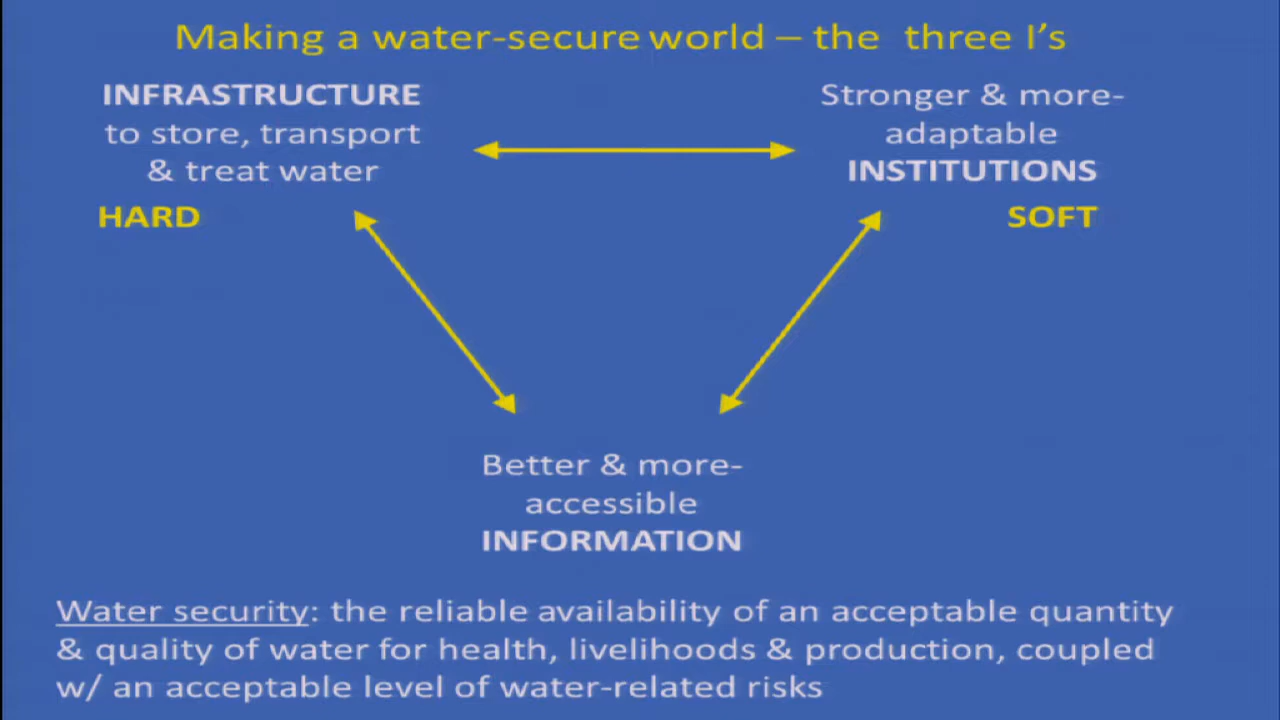 Making a water-secure world – the three I's
INFRASTRUCTURE
to store, transport
& treat water
HARD
Stronger & more-
adaptable
INSTITUTIONS
SOFT
Better & more-
accessible
INFORMATION
Water security: the reliable availability of an acceptable quantity
& quality of water for health, livelihoods & production, coupled
w/ an acceptable level of water-related risks